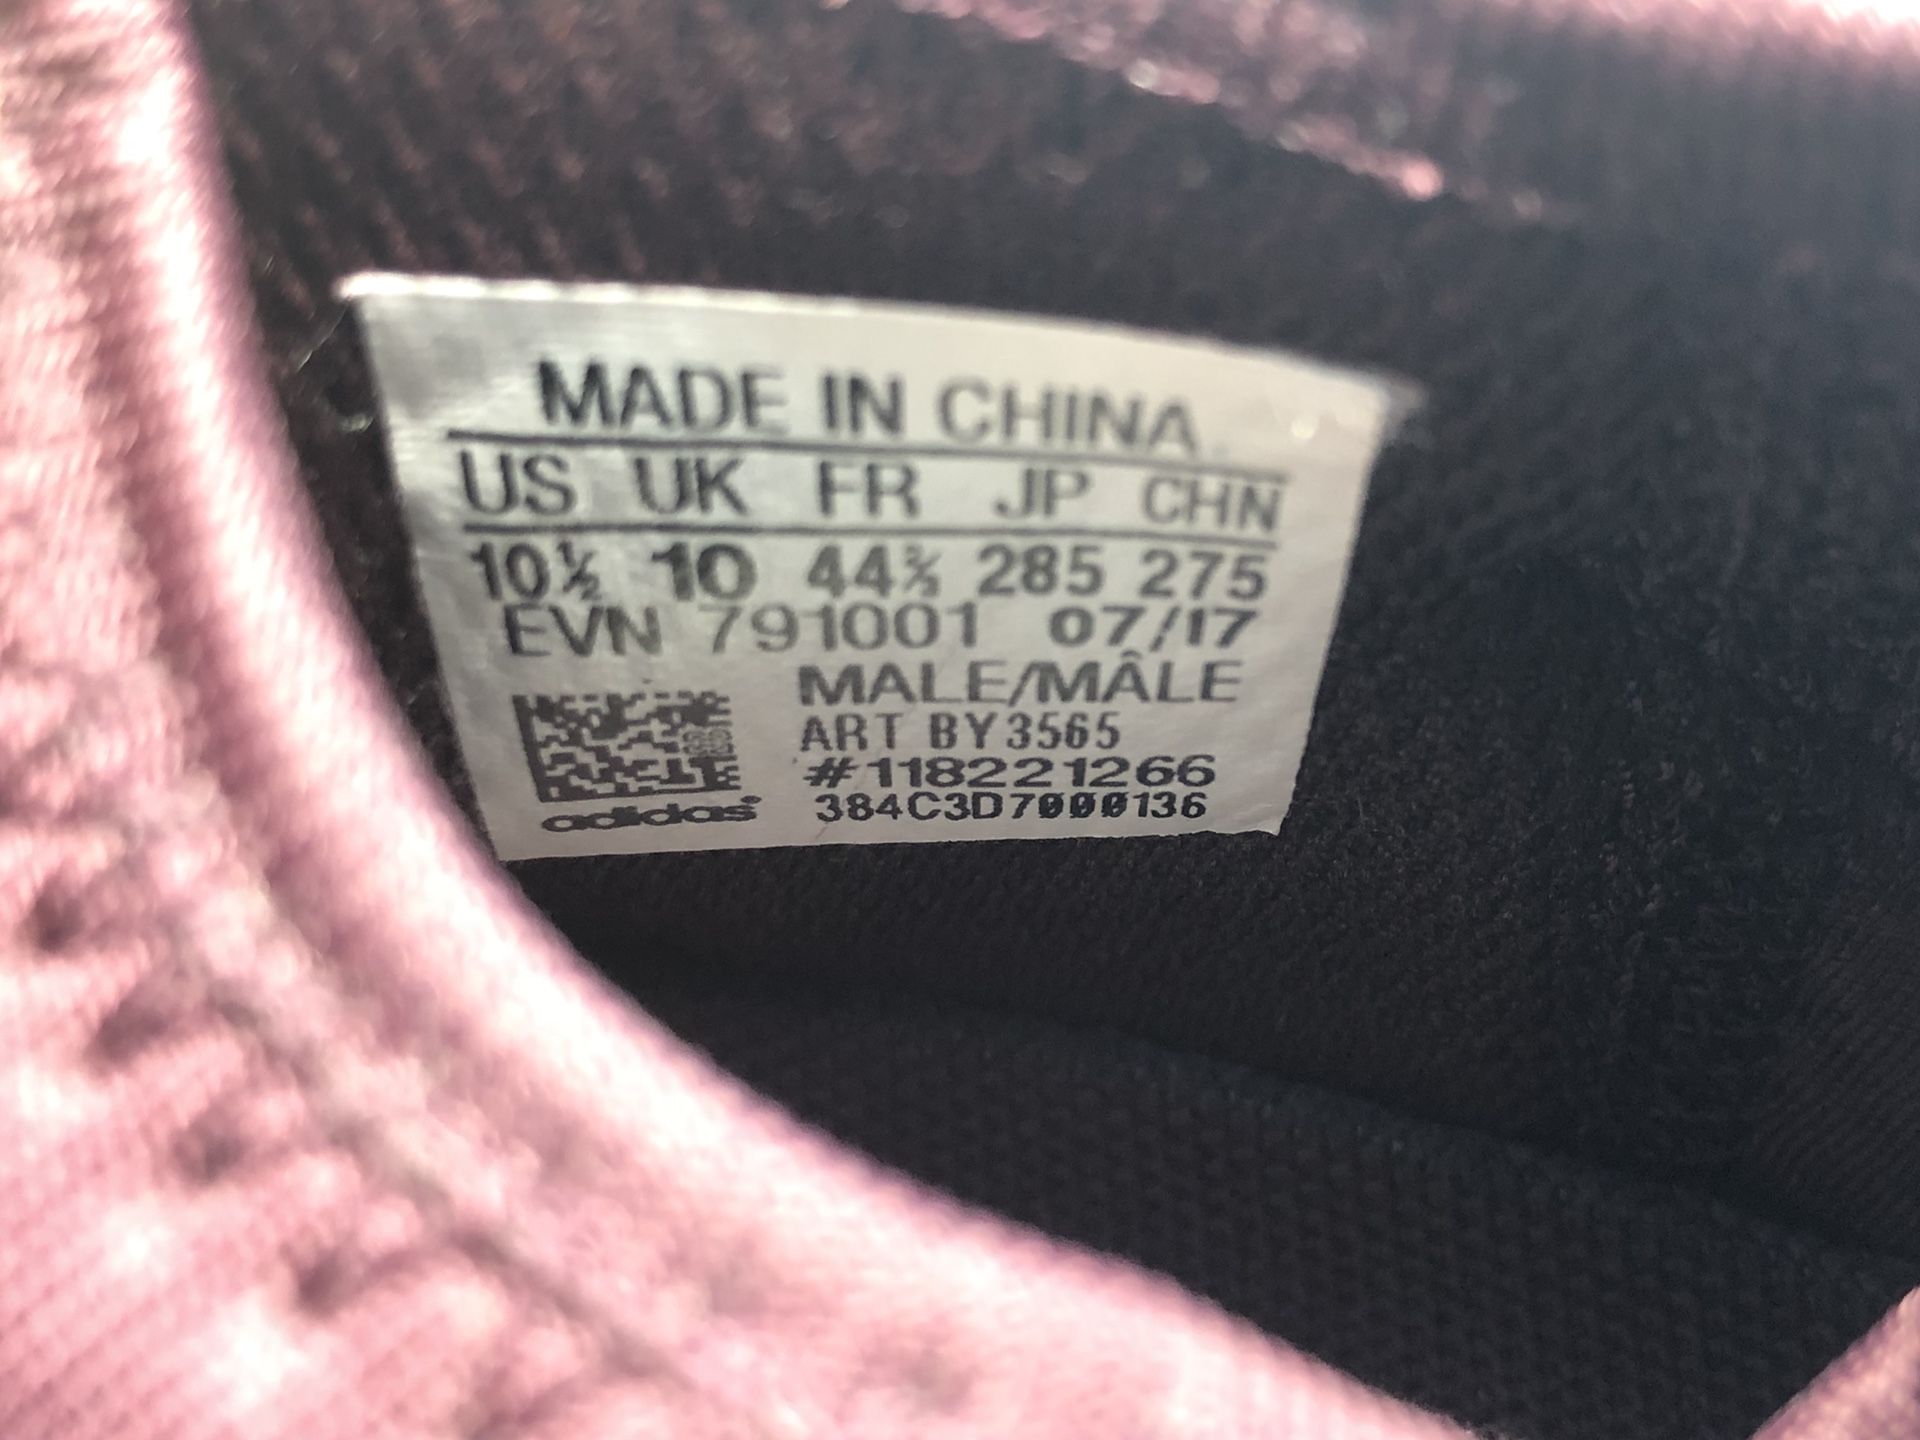 MADE IN CHINA
US UK FR JP CHN
10½ 10 44⅔ 285 275
EVN 791001 07/17
MALE/MÂLE
ART BY3565
#118221266
adidas 384C3D7000136